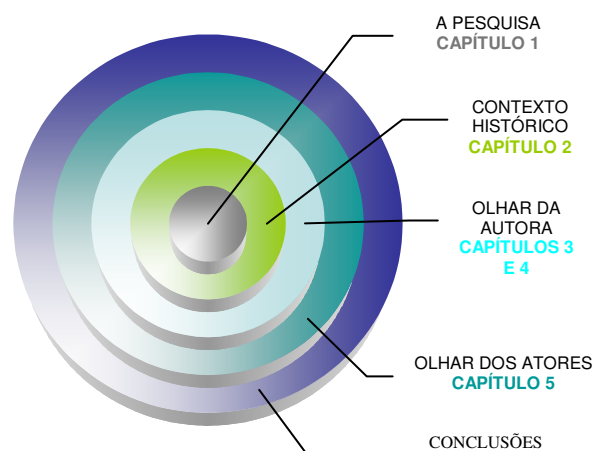 A PESQUISA
CAPÍTULO 1
CONTEXTO
HISTÓRICO
CAPÍTULO 2
OLHAR DA
AUTORA
CAPÍTULOS 3
E 4
OLHAR DOS ATORES
CAPÍTULO 5
CONCLUSÕES